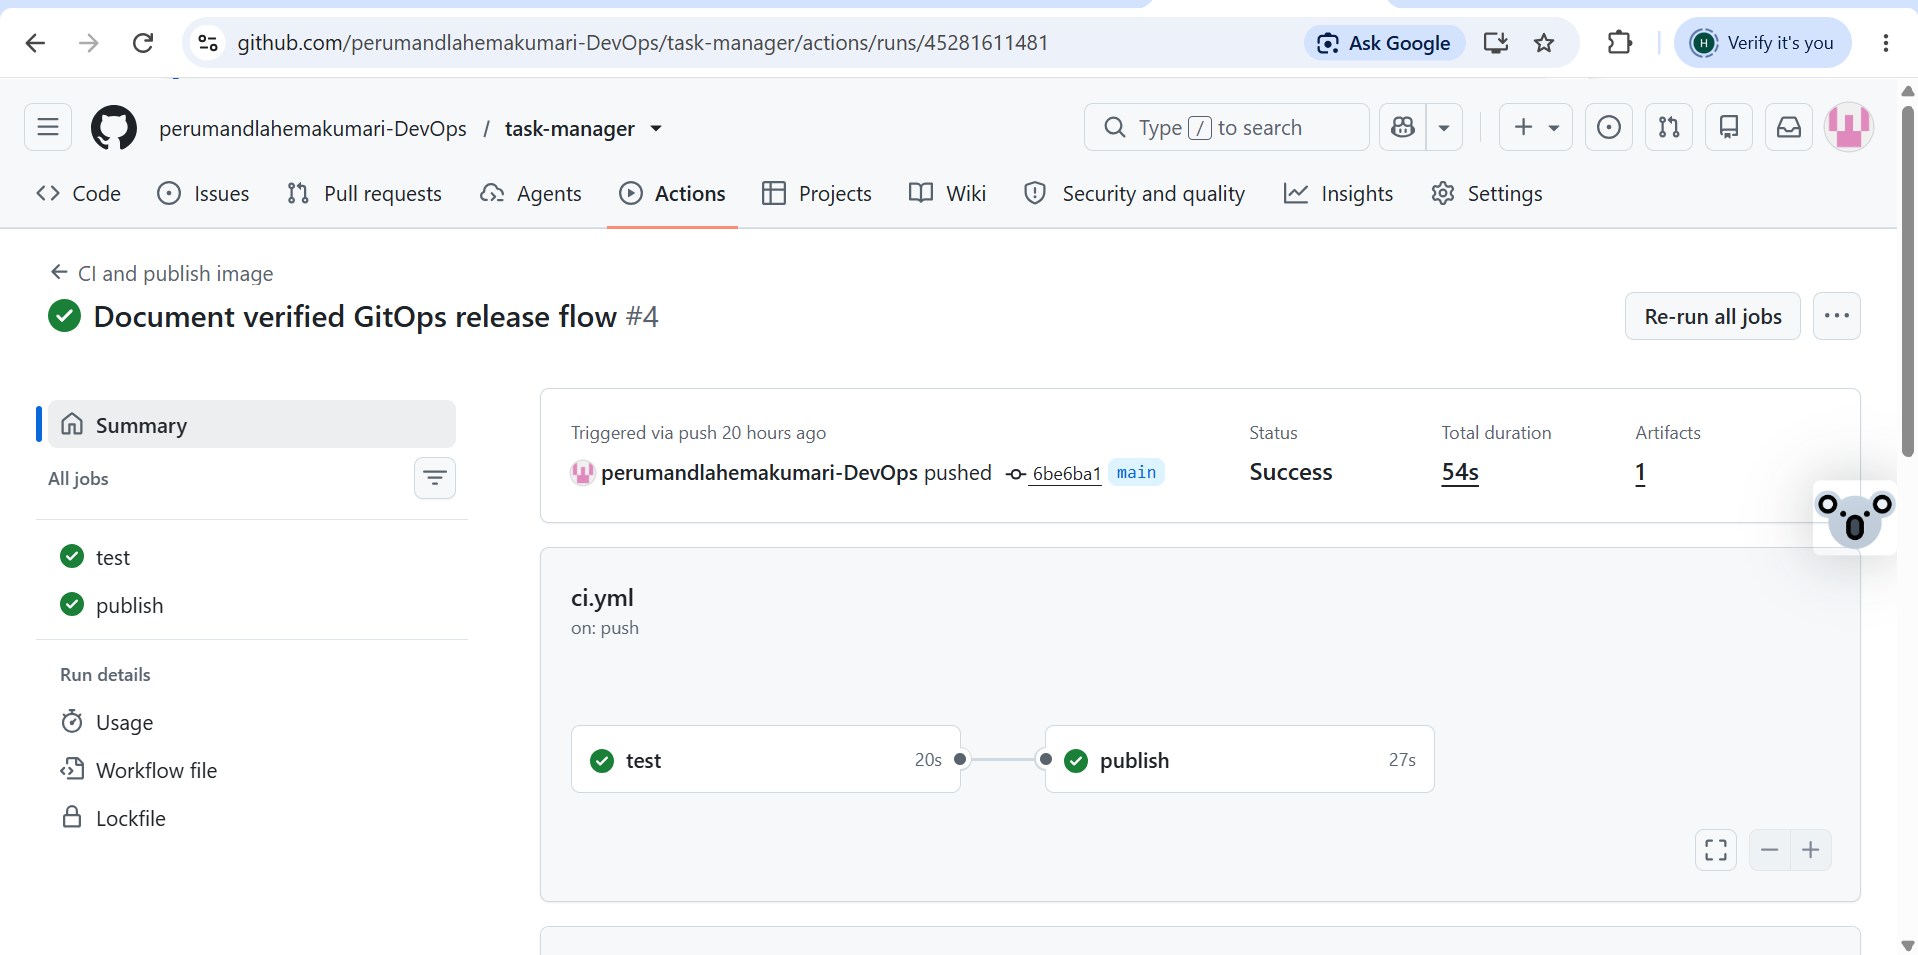 github.com/perumandlahemakumari-DevOps/task-manager/actions/runs/45281611481
Ask Google
H
Verify it's you
perumandlahemakumari-DevOps / task-manager
Type / to search
Code
Issues
Pull requests
Agents
Actions
Projects
Wiki
Security and quality
Insights
Settings
CI and publish image
Document verified GitOps release flow #4
Re-run all jobs
Summary
All jobs
test
publish
Run details
Usage
Workflow file
Lockfile
Triggered via push 20 hours ago
perumandlahemakumari-DevOps pushed 6be6ba1 main
Status
Success
Total duration
54s
Artifacts
1
ci.yml
on: push
test 20s
publish 27s